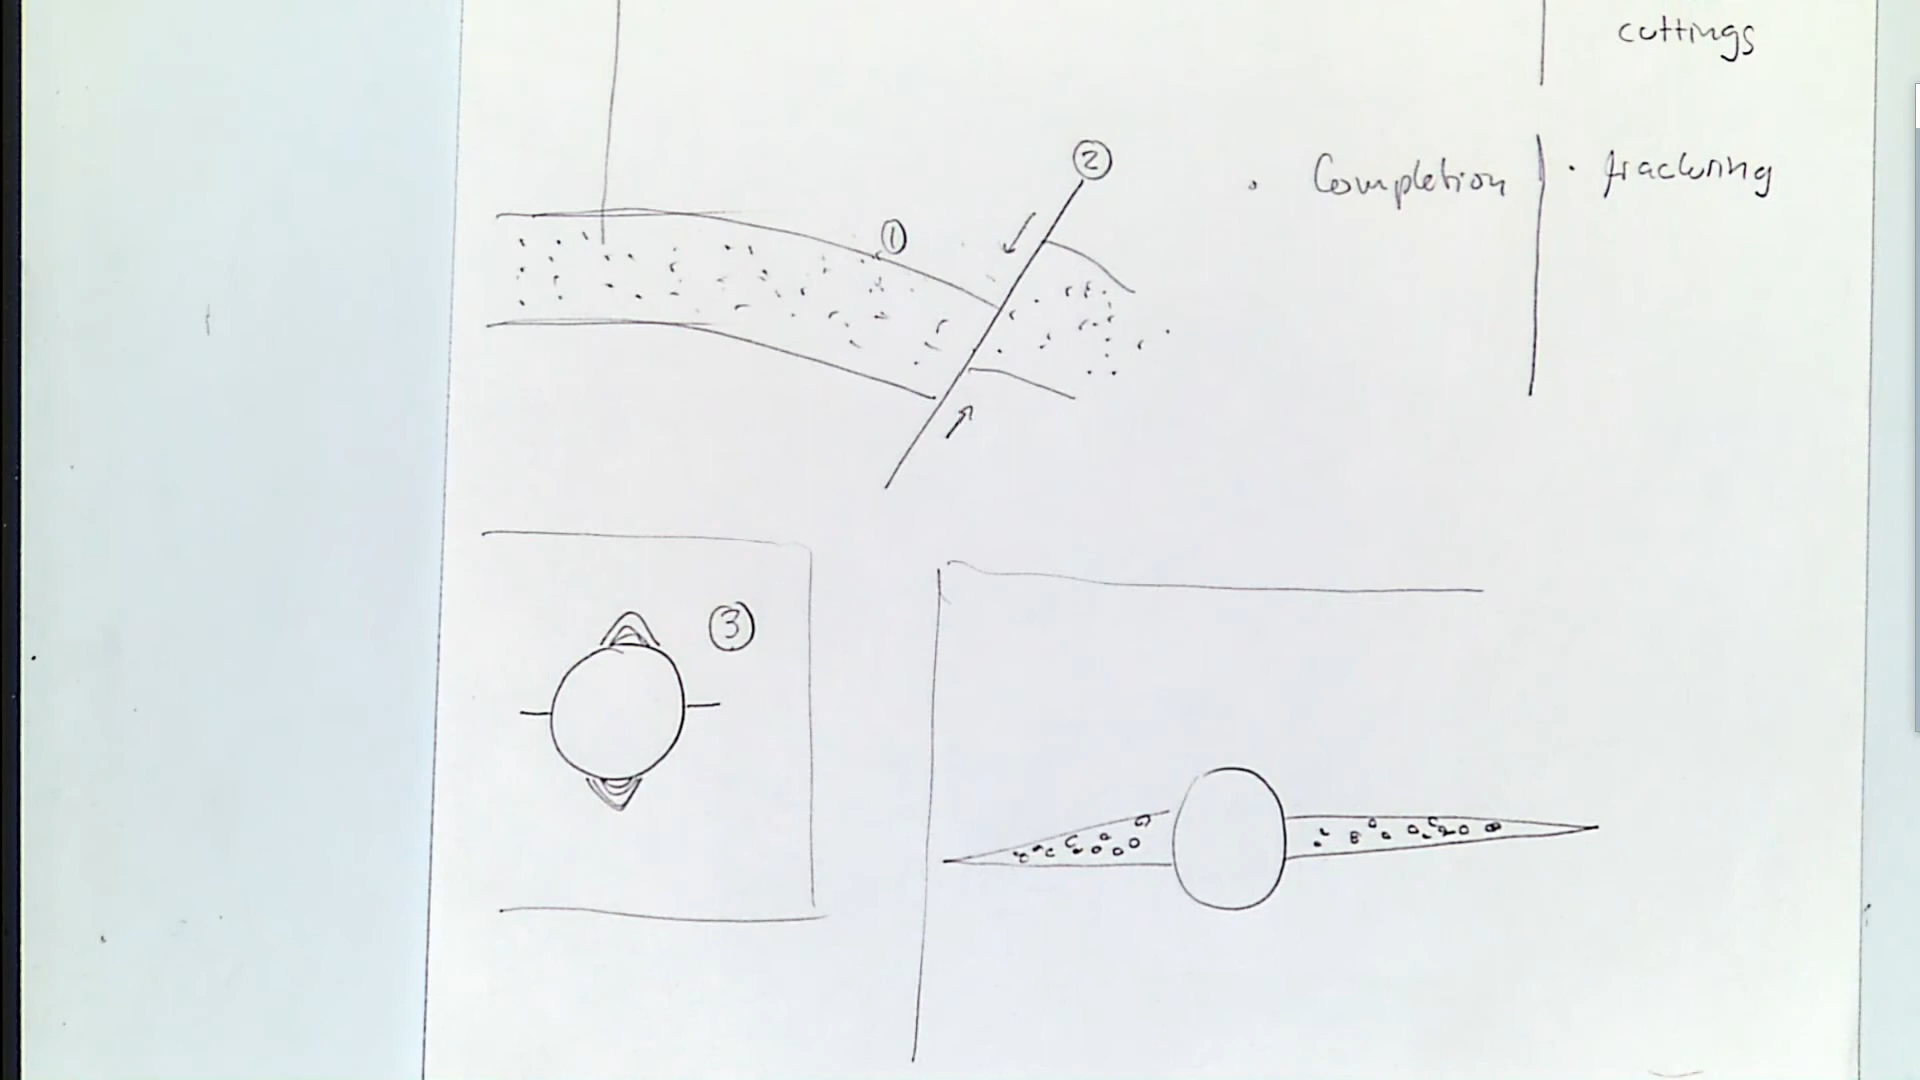 cuttings
②
· Completion
· fracturing
①
③